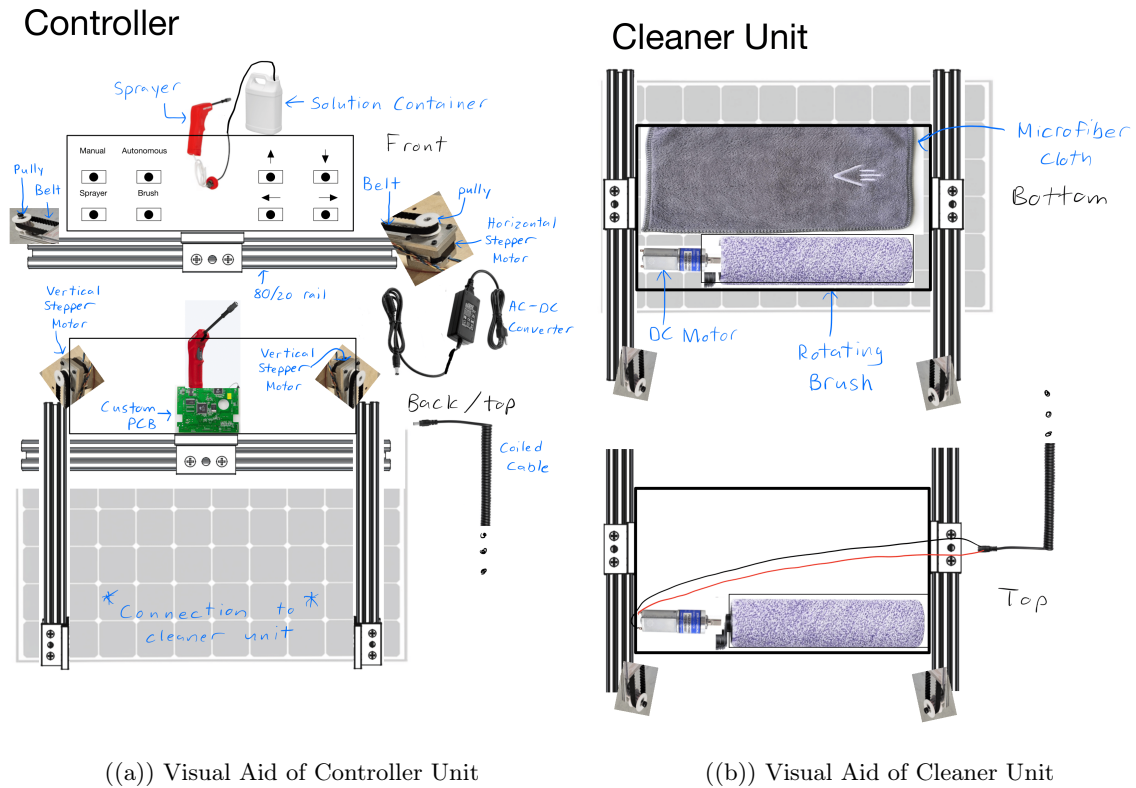 Controller
Sprayer
Solution Container
Front
Manual
Autonomous
Sprayer
Brush
Pully
Belt
Belt
pully
Horizontal
Stepper
Motor
80/20 rail
Vertical
Stepper
Motor
AC-DC
Converter
Vertical
Stepper
Motor
Custom
PCB
Back/top
Coiled
Cable
*Connection to*
cleaner unit
((a)) Visual Aid of Controller Unit
Cleaner Unit
Microfiber
Cloth
Bottom
DC Motor
Rotating
Brush
Top
((b)) Visual Aid of Cleaner Unit